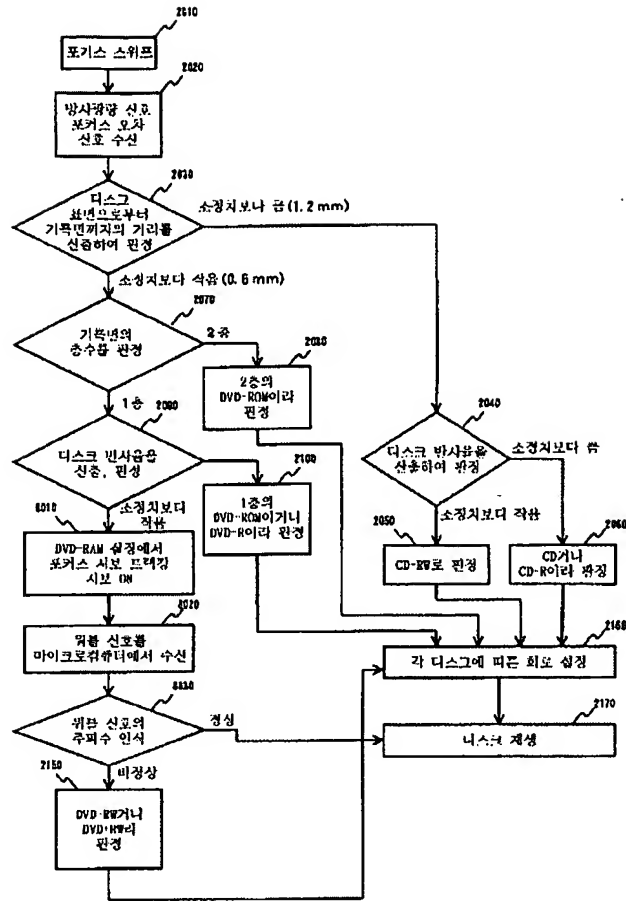 2010
포커스 스위프
2020
방사광량 신호
포커스 오차
신호 수신
2030
디스크
표면으로부터
기록면까지의 거리를
산출하여 판정
소정치보다 큼 (1.2 mm)
소정치보다 작음 (0.6 mm)
2070
기록면의
층수를 판정
2층
2080
2층의
DVD-ROM이라
판정
1층
2090
디스크 반사율을
산출, 판정
2100
1층의
DVD-ROM이거나
DVD-R이라 판정
2040
디스크 반사율을
산출하여 판정
소정치보다 큼
소정치보다 작음
2050
CD-RW로 판정
2060
CD거나
CD-R이라 판정
소정치보다
작음
6010
DVD-RAM 설정에서
포커스 서보 트래킹
서보 ON
2020
워블 신호를
마이크로컴퓨터에서 수신
2160
각 디스크에 따른 회로 설정
워블 신호의
주파수 인식
정상
2170
디스크 재생
비정상
2150
DVD-RW거나
DVD+RW라
판정